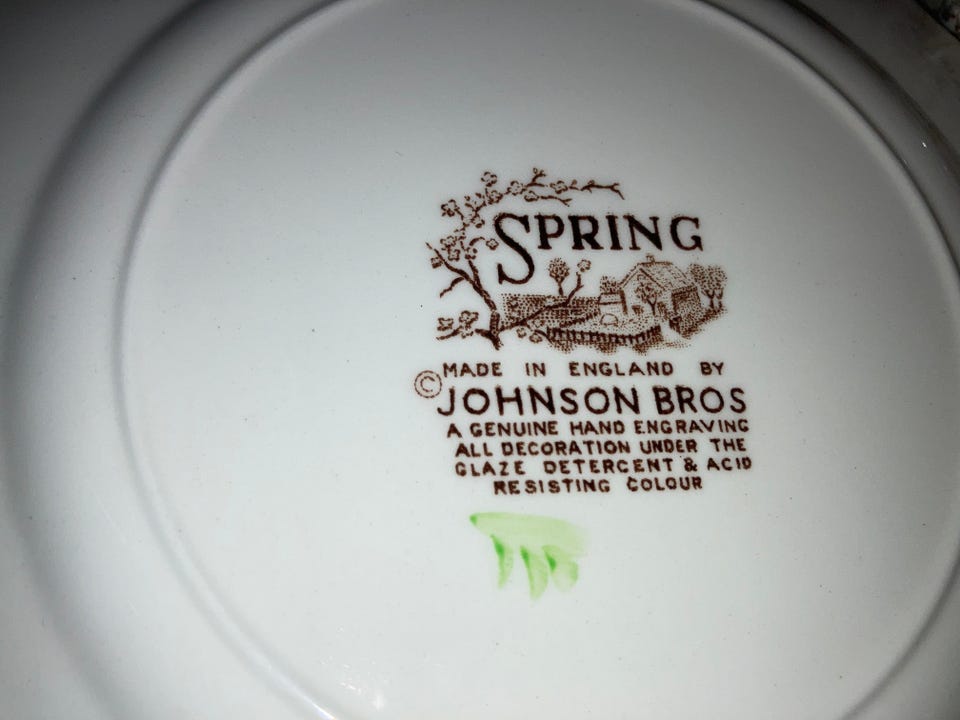 SPRING
MADE IN ENGLAND BY
© JOHNSON BROS
A GENUINE HAND ENGRAVING
ALL DECORATION UNDER THE
GLAZE DETERGENT & ACID
RESISTING COLOUR